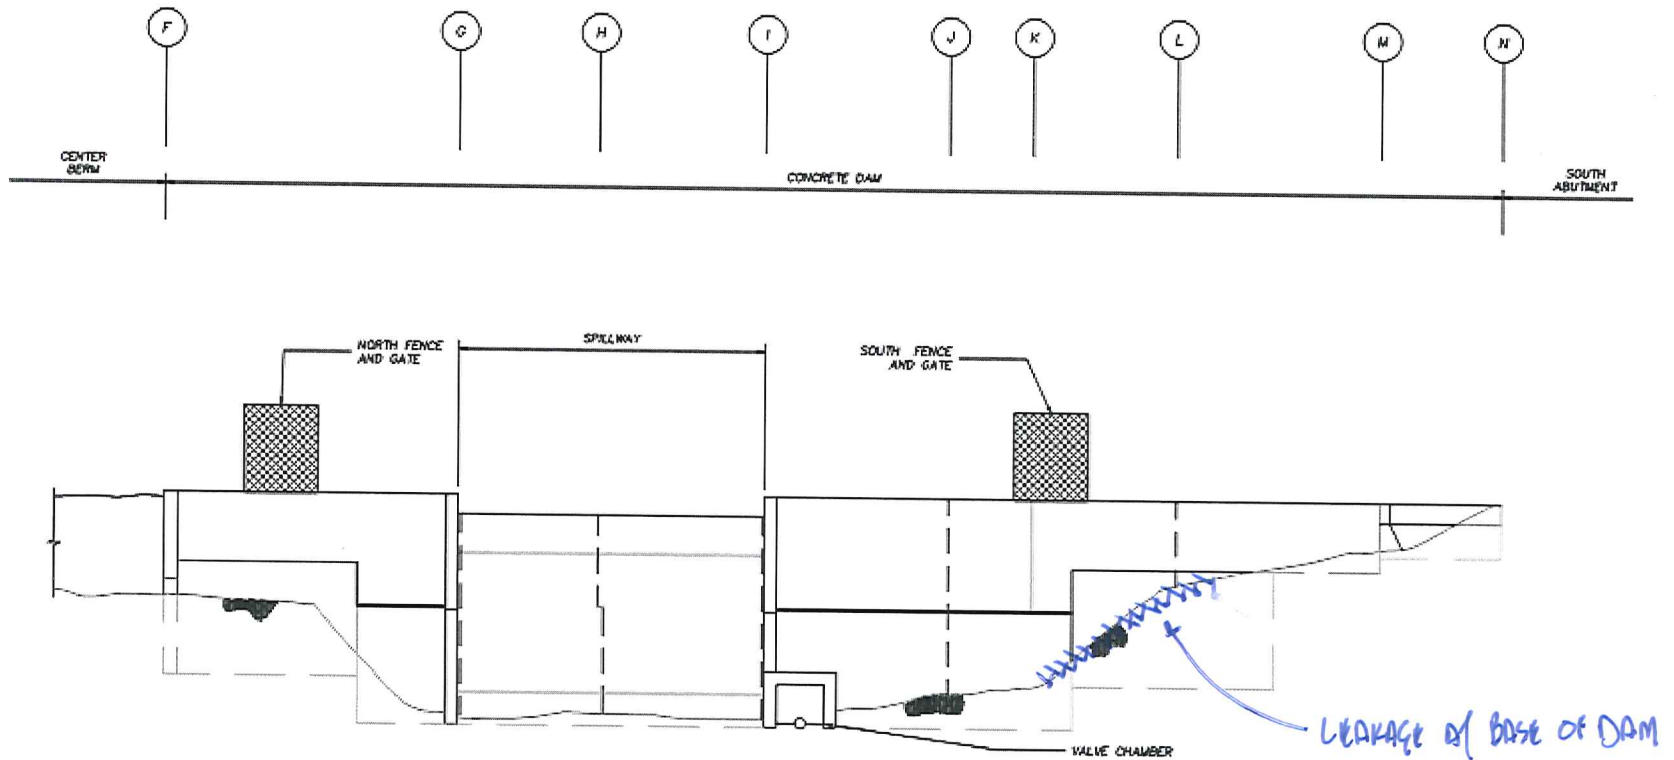 F
G
H
I
J
K
L
M
N
CENTER
BERM
CONCRETE DAM
SOUTH
ABUTMENT
NORTH FENCE
AND GATE
SPILLWAY
SOUTH FENCE
AND GATE
LEAKAGE @ BASE OF DAM
VALVE CHAMBER